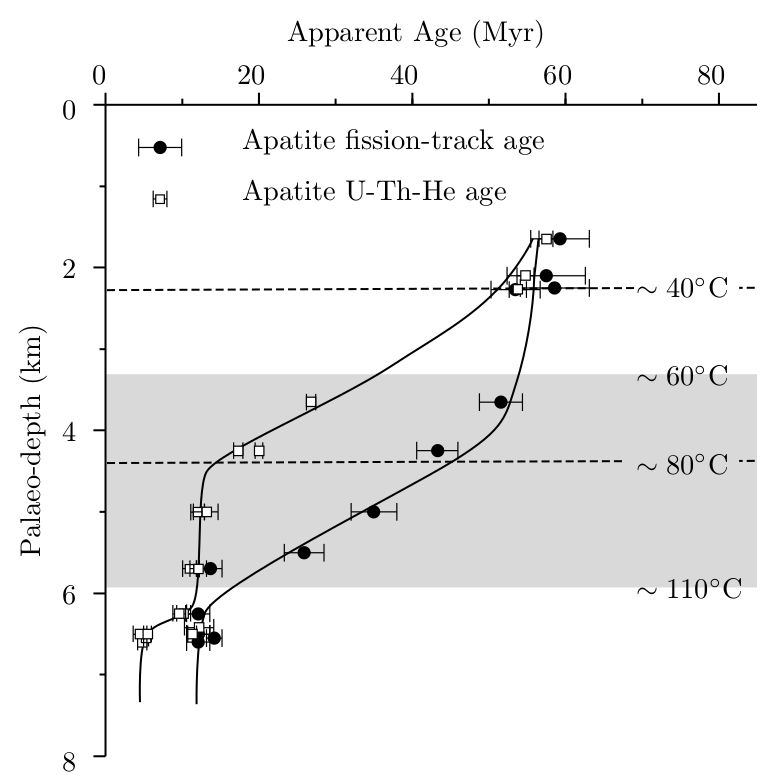 Apparent Age (Myr)
0 20 40 60 80
0
Apatite fission-track age
Apatite U-Th-He age
2
~ 40°C
Palaeo-depth (km)
~ 60°C
4
~ 80°C
6
~ 110°C
8